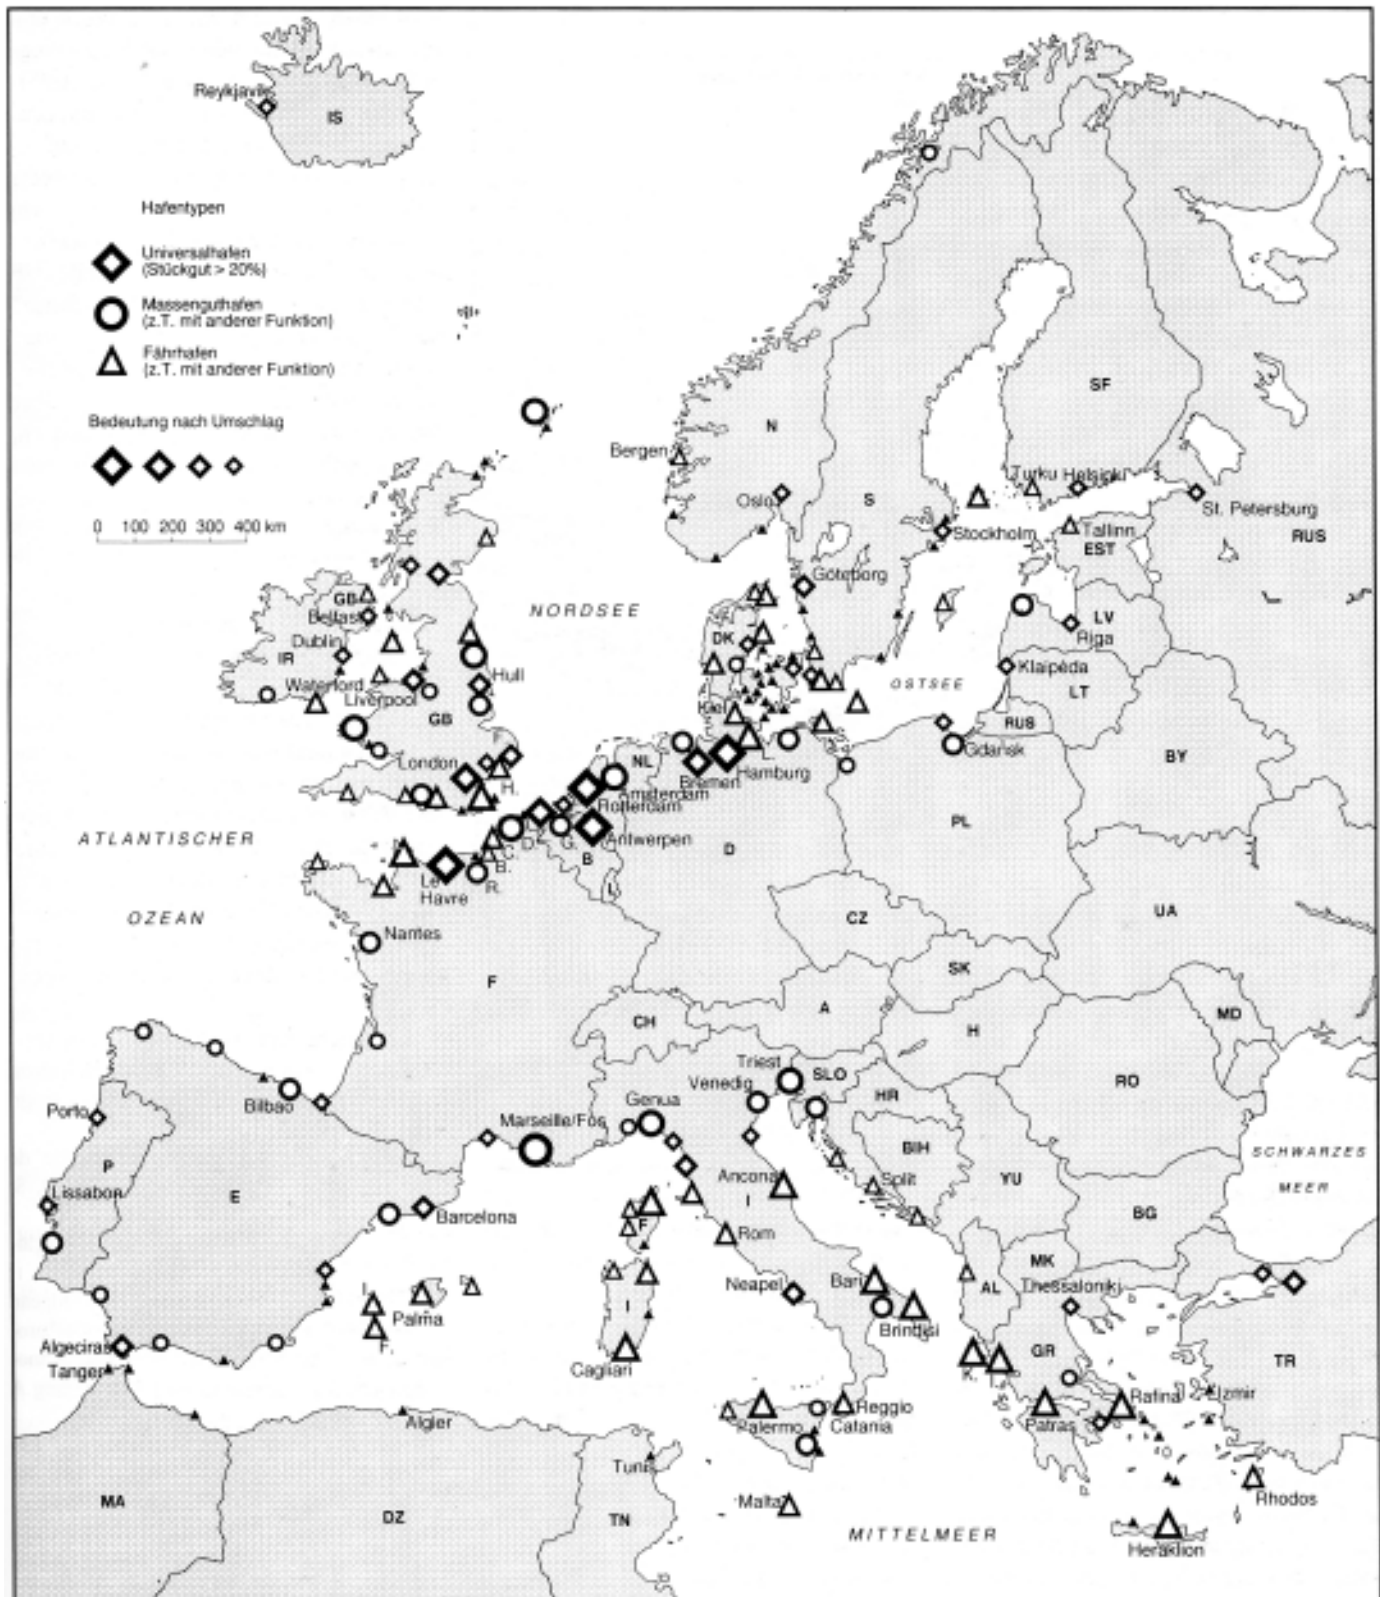 Reykjavik
IS
Hafentypen
Universalhafen
(Stückgut > 20%)
Massenguthafen
(z.T. mit anderer Funktion)
Fährhafen
(z.T. mit anderer Funktion)
Bedeutung nach Umschlag
0 100 200 300 400 km
SF
N
Bergen
Oslo
S
Turku Helsinki
St. Petersburg
RUS
Stockholm
Tallinn
EST
Göteborg
NORDSEE
GB
Belfast
Dublin
IR
Waterford
Liverpool
GB
Hull
DK
LV
Riga
Klaipėda
LT
OSTSEE
RUS
Kiel
Gdańsk
BY
London
H.
NL
Bremen
Hamburg
Amsterdam
Rotterdam
Antwerpen
ATLANTISCHER
OZEAN
PL
D
D.
G.
C.
B.
R.
B
L
Le
Havre
Nantes
CZ
UA
SK
F
CH
A
H
MD
Triest
SLO
Venedig
HR
RO
Genua
Marseille/Fos
Bilbao
Porto
P
Lissabon
E
Barcelona
BIH
Split
YU
SCHWARZES
MEER
Ancona
I
BG
F
Rom
MK
AL
Thessaloniki
Neapel
Bari
Brindisi
I.
Palma
F.
I
Cagliari
Algeciras
Tanger
K.
I.
GR
TR
Rafina
Izmir
Patras
Reggio
Palermo
Catania
Algier
Tunis
MA
DZ
TN
Malta
MITTELMEER
Rhodos
Heraklion